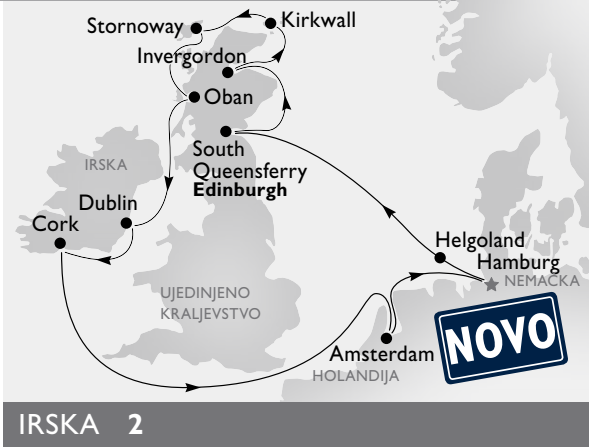 Stornoway
Kirkwall
Invergordon
Oban
South
Queensferry
Edinburgh
IRSKA
Dublin
Cork
Helgoland
Hamburg
NEMAČKA
UJEDINJENO
KRALJEVSTVO
NOVO
Amsterdam
HOLANDIJA
IRSKA 2